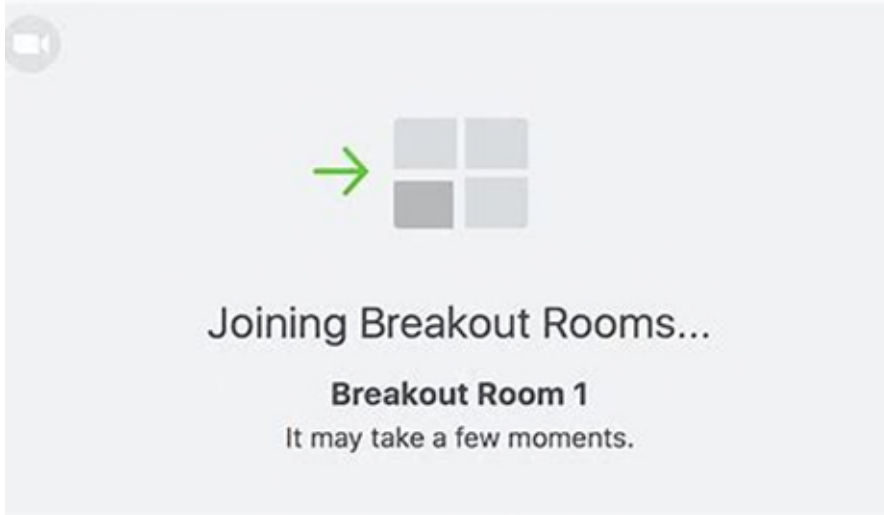 Joining Breakout Rooms...
Breakout Room 1
It may take a few moments.